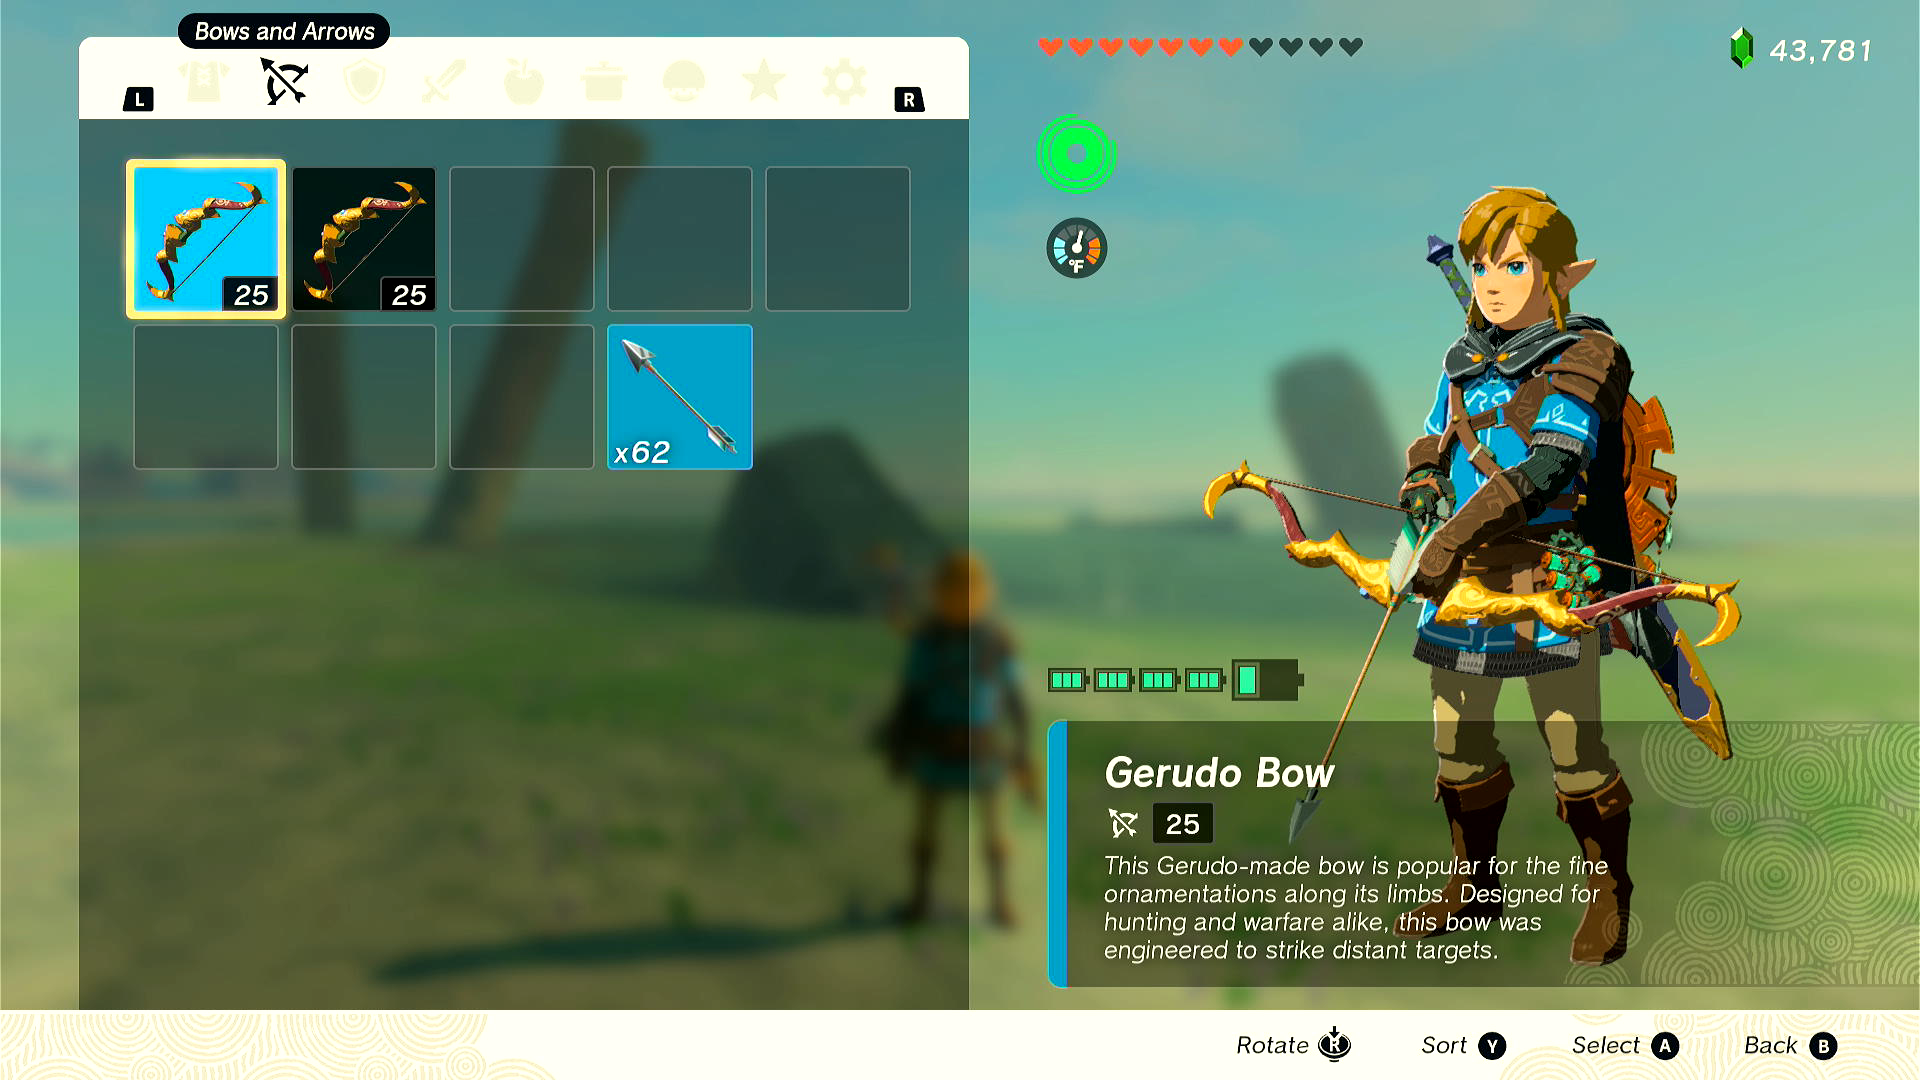 Bows and Arrows
L
R
43,781
25
25
x62
°F
Gerudo Bow
25
This Gerudo-made bow is popular for the fine
ornamentations along its limbs. Designed for
hunting and warfare alike, this bow was
engineered to strike distant targets.
Rotate R Sort Y Select A Back B